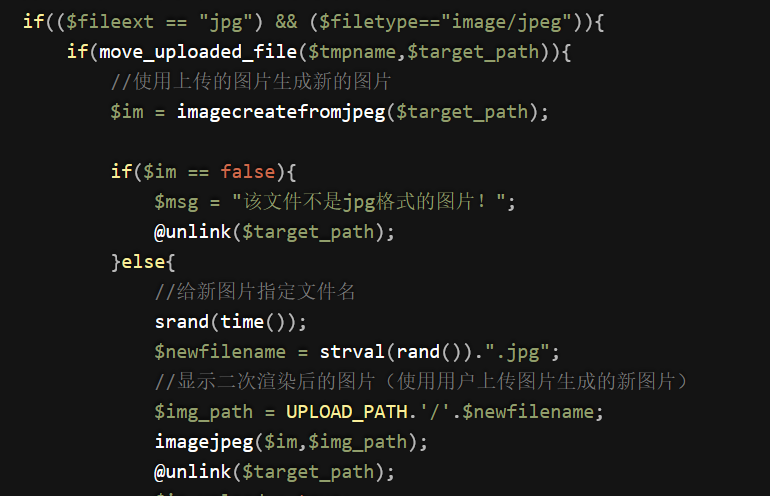 if(($fileext == "jpg") && ($filetype=="image/jpeg")){
if(move_uploaded_file($tmpname,$target_path)){
//使用上传的图片生成新的图片
$im = imagecreatefromjpeg($target_path);
if($im == false){
$msg = "该文件不是jpg格式的图片！";
@unlink($target_path);
}else{
//给新图片指定文件名
srand(time());
$newfilename = strval(rand()).".jpg";
//显示二次渲染后的图片（使用用户上传图片生成的新图片）
$img_path = UPLOAD_PATH.'/'.$newfilename;
imagejpeg($im,$img_path);
@unlink($target_path);